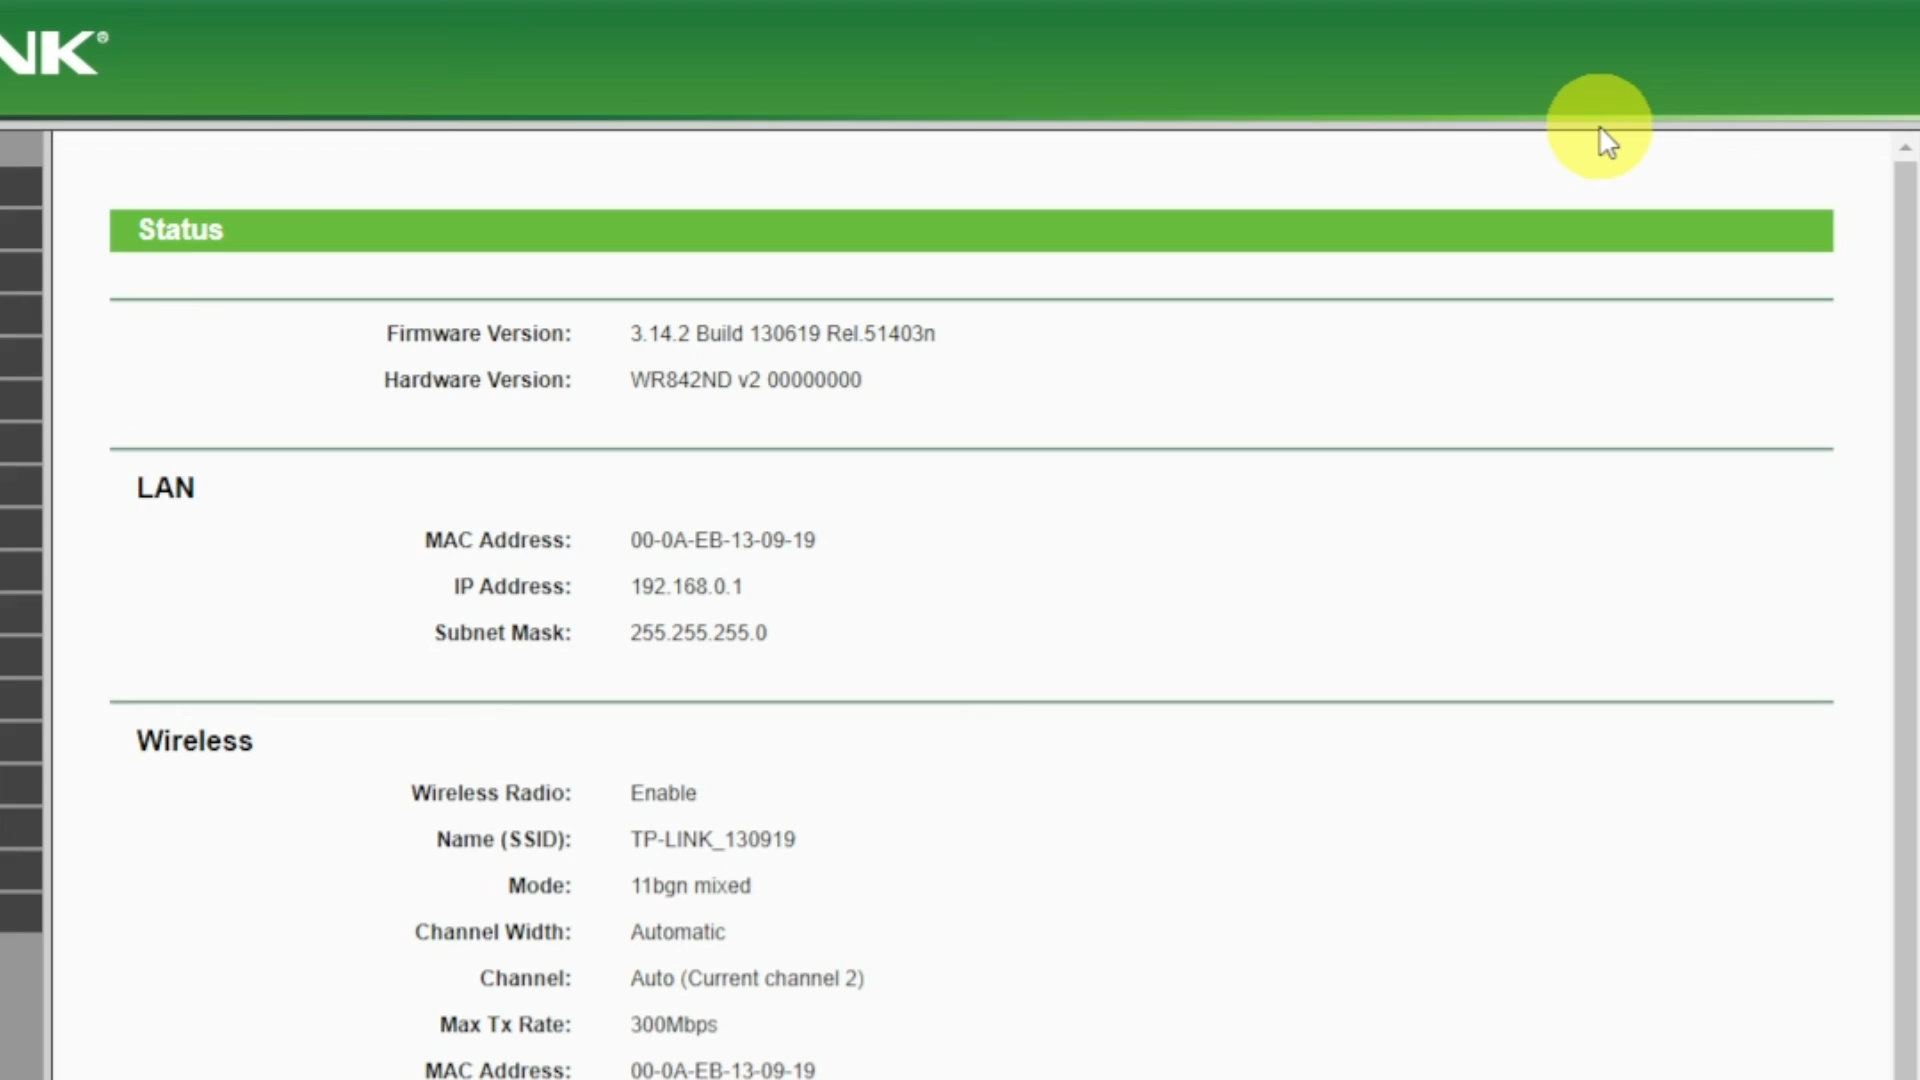 NK®
Status
Firmware Version: 3.14.2 Build 130619 Rel.51403n
Hardware Version: WR842ND v2 00000000
LAN
MAC Address: 00-0A-EB-13-09-19
IP Address: 192.168.0.1
Subnet Mask: 255.255.255.0
Wireless
Wireless Radio: Enable
Name (SSID): TP-LINK_130919
Mode: 11bgn mixed
Channel Width: Automatic
Channel: Auto (Current channel 2)
Max Tx Rate: 300Mbps
MAC Address: 00-0A-EB-13-09-19